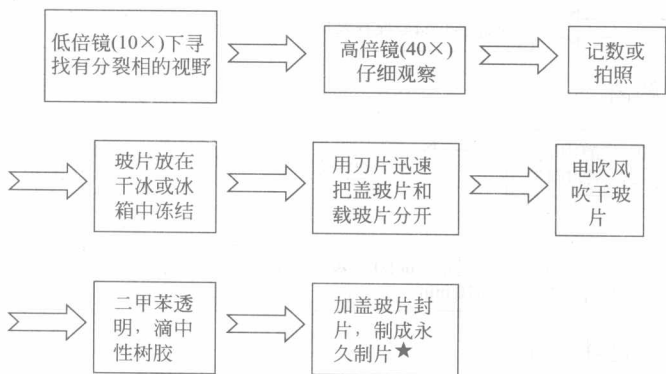 低倍镜(10×)下寻
找有分裂相的视野
高倍镜(40×)
仔细观察
记数或
拍照
玻片放在
干冰或冰
箱中冻结
用刀片迅速
把盖玻片和
载玻片分开
电吹风
吹干玻
片
二甲苯透
明，滴中
性树胶
加盖玻片封
片，制成永
久制片★